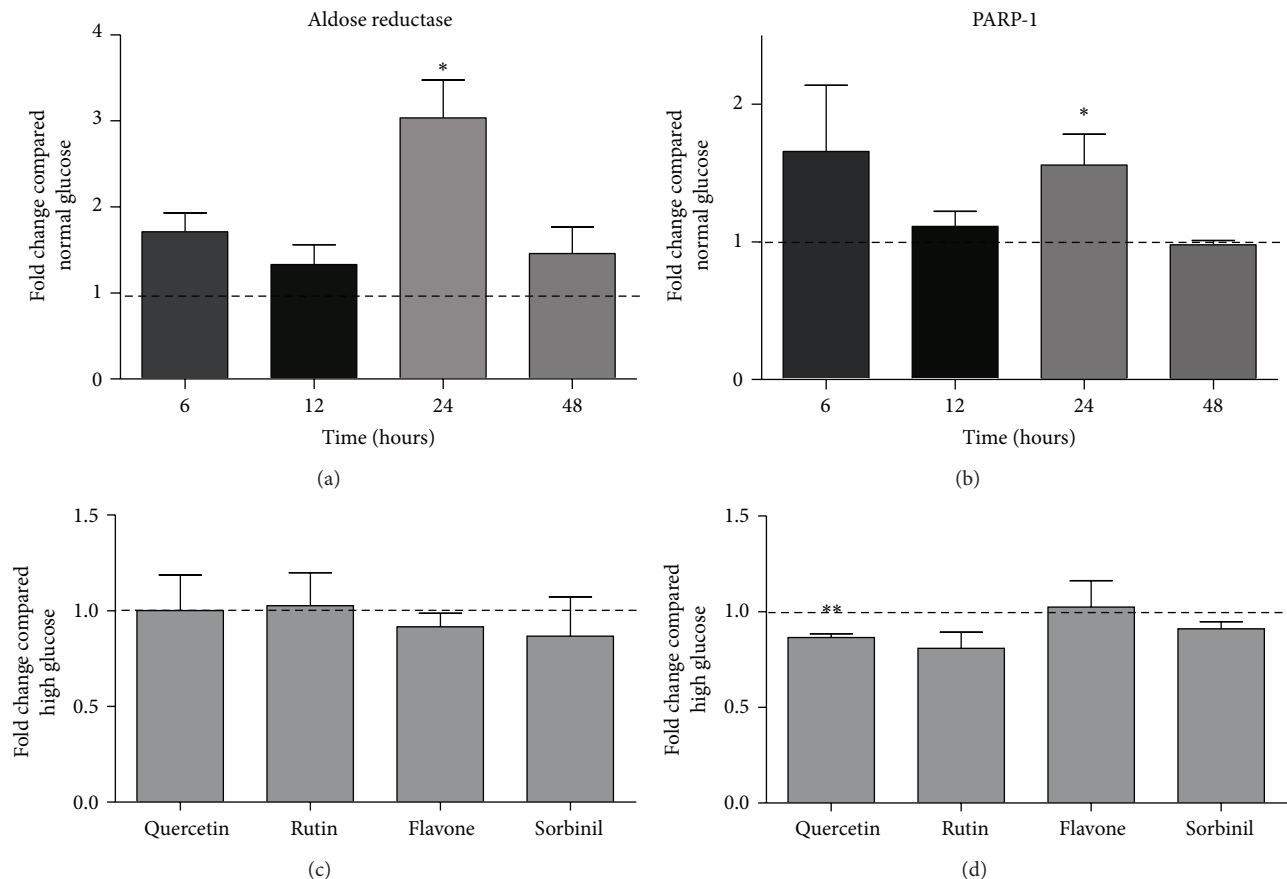 Aldose reductase
4
3
2
1
0
*
Fold change compared
normal glucose
6 12 24 48
Time (hours)
(a)
PARP-1
2
1
0
*
Fold change compared
normal glucose
6 12 24 48
Time (hours)
(b)
1.5
1.0
0.5
0.0
Fold change compared
high glucose
Quercetin Rutin Flavone Sorbinil
(c)
1.5
1.0
0.5
0.0
**
Fold change compared
high glucose
Quercetin Rutin Flavone Sorbinil
(d)